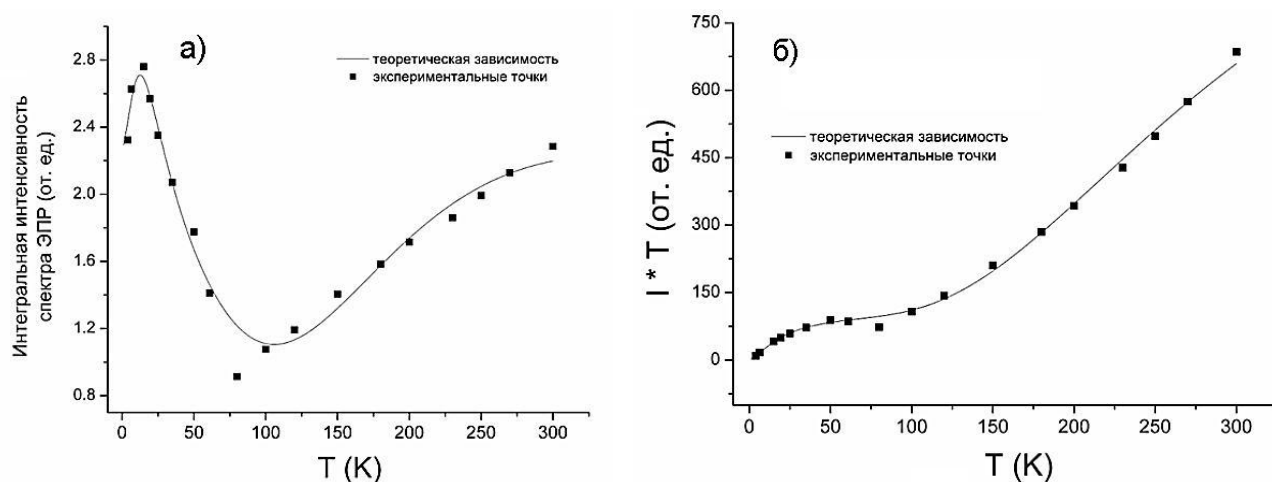 а)
теоретическая зависимость
экспериментальные точки
Интегральная интенсивность
спектра ЭПР (от. ед.)
2.8
2.4
2.0
1.6
1.2
0.8
0
50
100
150
200
250
300
T (K)
б)
теоретическая зависимость
экспериментальные точки
I * T (от. ед.)
750
600
450
300
150
0
0
50
100
150
200
250
300
T (K)